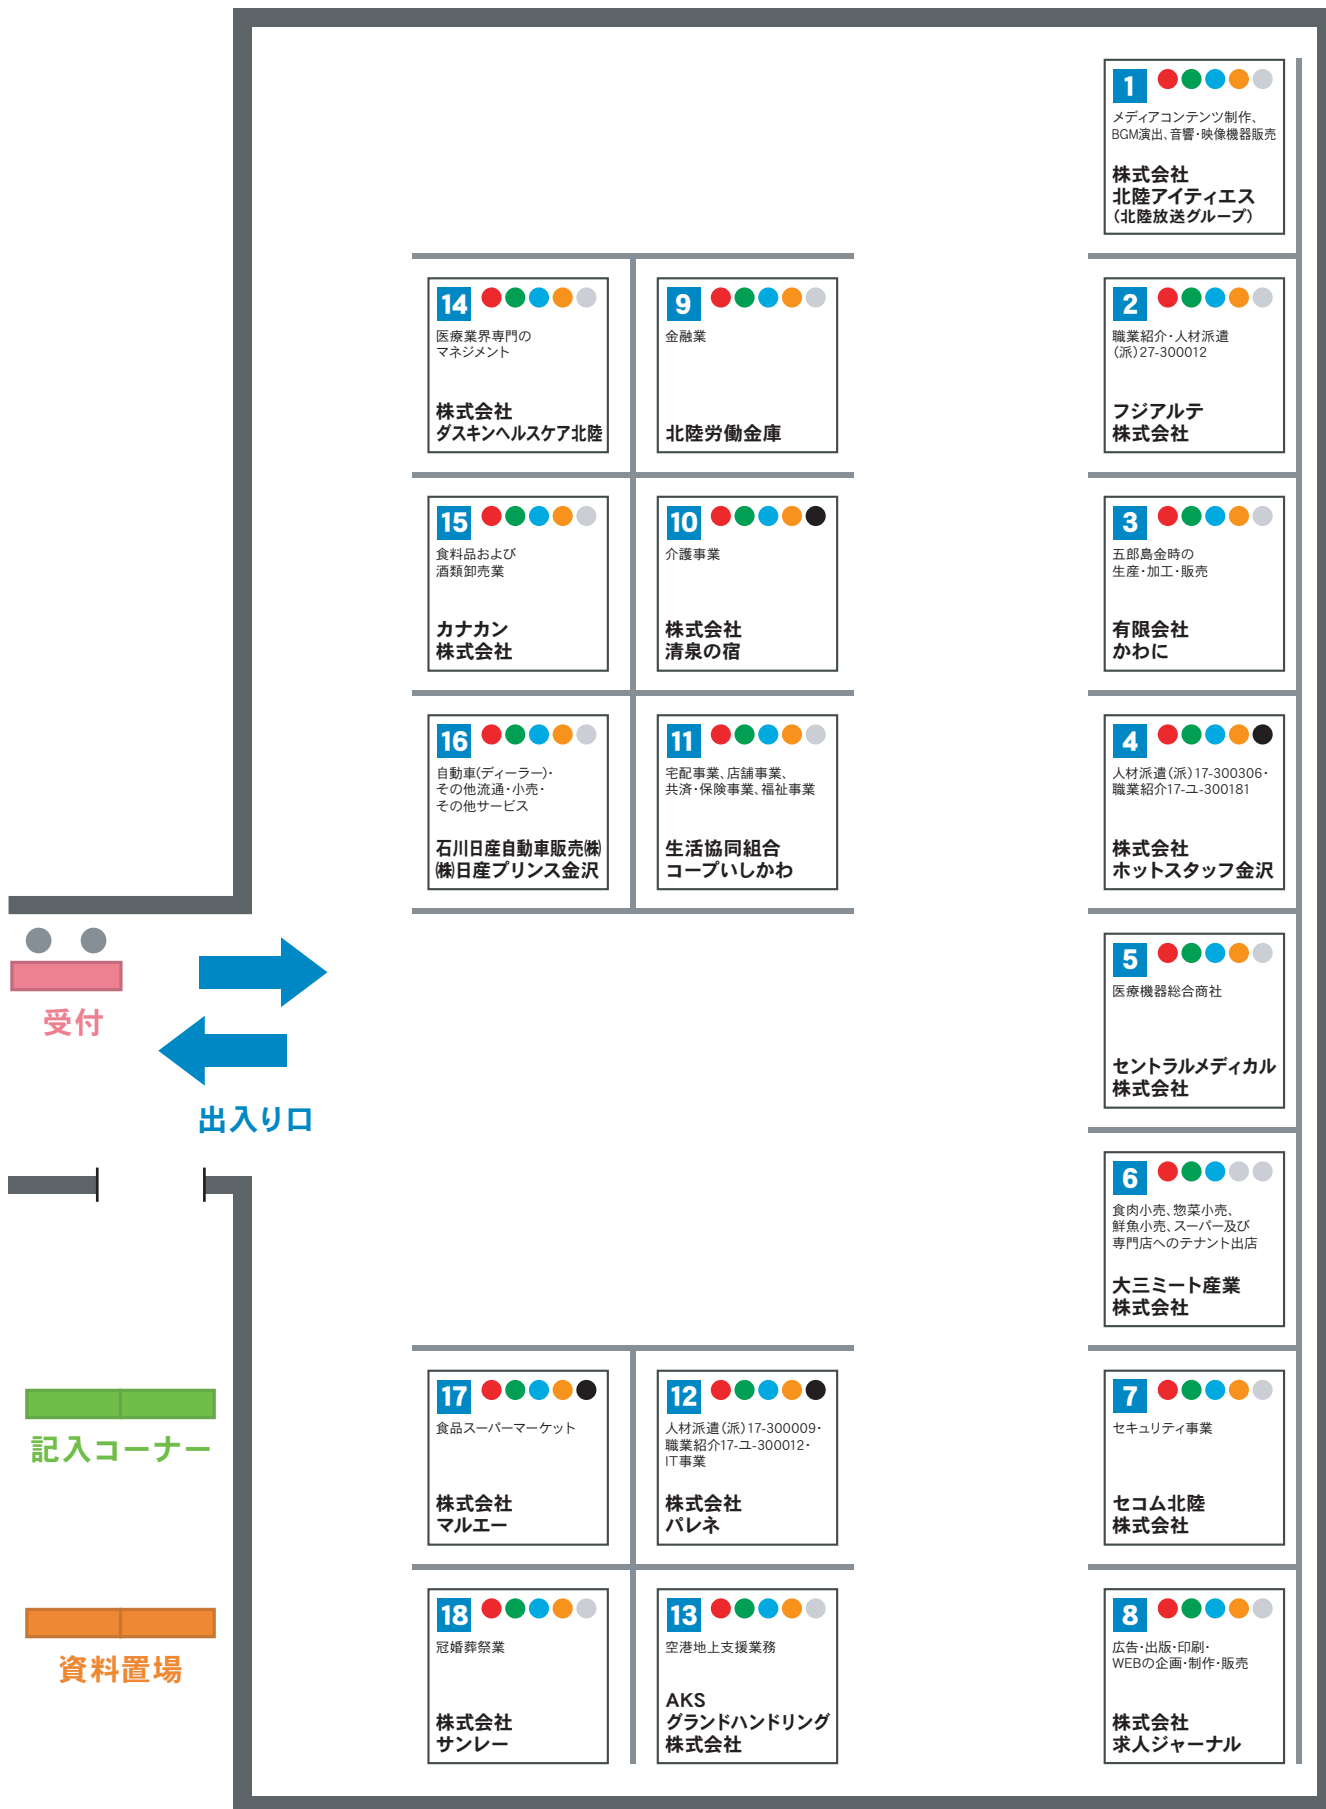 1
メディアコンテンツ制作、
BGM演出、音響・映像機器販売
株式会社
北陸アイティエス
（北陸放送グループ）
14
医療業界専門の
マネジメント
株式会社
ダスキンヘルスケア北陸
9
金融業
北陸労働金庫
2
職業紹介・人材派遣
（派）27-300012
フジアルテ
株式会社
15
食料品および
酒類卸売業
カナカン
株式会社
10
介護事業
株式会社
清泉の宿
3
五郎島金時の
生産・加工・販売
有限会社
かわに
16
自動車(ディーラー)・
その他流通・小売・
その他サービス
石川日産自動車販売㈱
㈱日産プリンス金沢
11
宅配事業、店舗事業、
共済・保険事業、福祉事業
生活協同組合
コープいしかわ
4
人材派遣（派）17-300306・
職業紹介17-ユ-300181
株式会社
ホットスタッフ金沢
受付
出入り口
5
医療機器総合商社
セントラルメディカル
株式会社
6
食肉小売、惣菜小売、
鮮魚小売、スーパー及び
専門店へのテナント出店
大三ミート産業
株式会社
記入コーナー
資料置場
17
食品スーパーマーケット
株式会社
マルエー
12
人材派遣（派）17-300009・
職業紹介17-ユ-300012・
IT事業
株式会社
パレネ
7
セキュリティ事業
セコム北陸
株式会社
18
冠婚葬祭業
株式会社
サンレー
13
空港地上支援業務
AKS
グランドハンドリング
株式会社
8
広告・出版・印刷・
WEBの企画・制作・販売
株式会社
求人ジャーナル